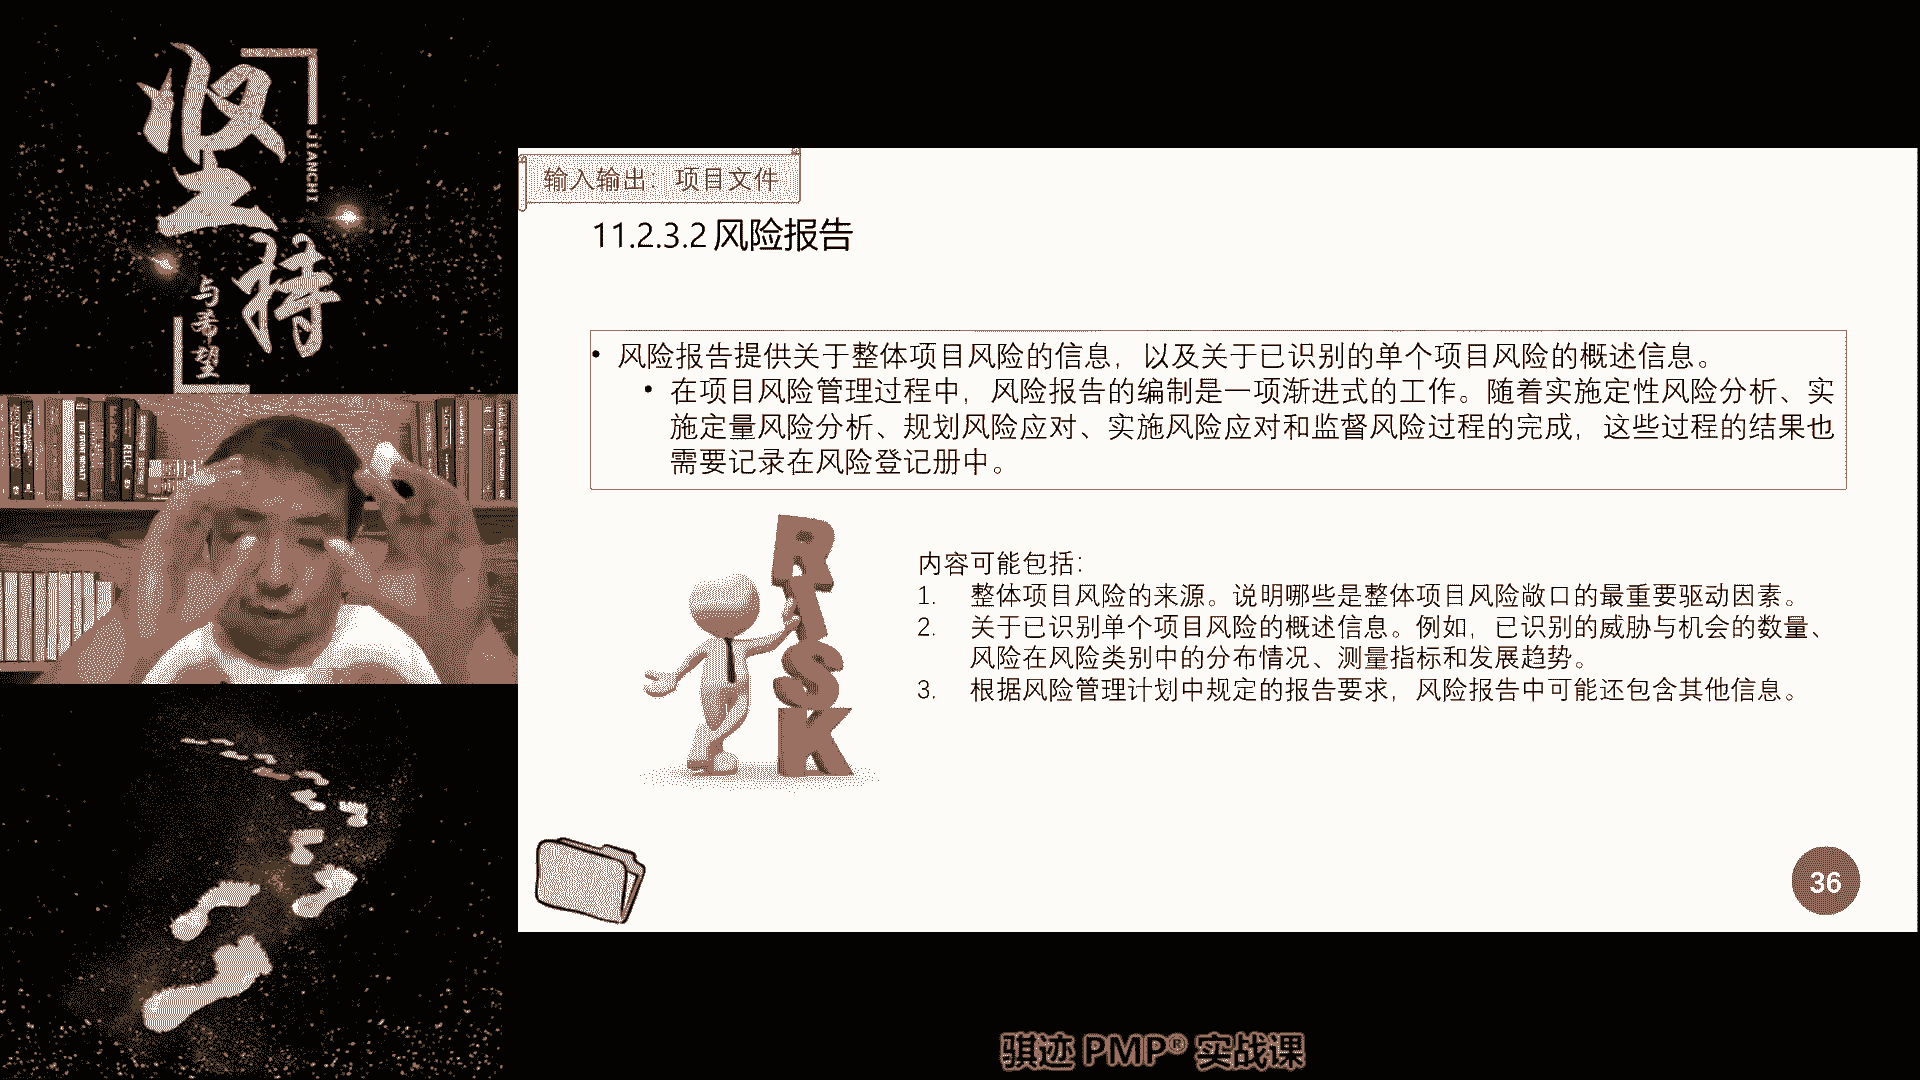 坚持
JIANCHI
与希望
输入输出：项目文件
11.2.3.2 风险报告
• 风险报告提供关于整体项目风险的信息，以及关于已识别的单个项目风险的概述信息。
• 在项目风险管理过程中，风险报告的编制是一项渐进式的工作。随着实施定性风险分析、实
施定量风险分析、规划风险应对、实施风险应对和监督风险过程的完成，这些过程的结果也
需要记录在风险登记册中。
RISK
内容可能包括：
1. 整体项目风险的来源。说明哪些是整体项目风险敞口的最重要驱动因素。
2. 关于已识别单个项目风险的概述信息。例如，已识别的威胁与机会的数量、
风险在风险类别中的分布情况、测量指标和发展趋势。
3. 根据风险管理计划中规定的报告要求，风险报告中可能还包含其他信息。
36
骐迹 PMP® 实战课